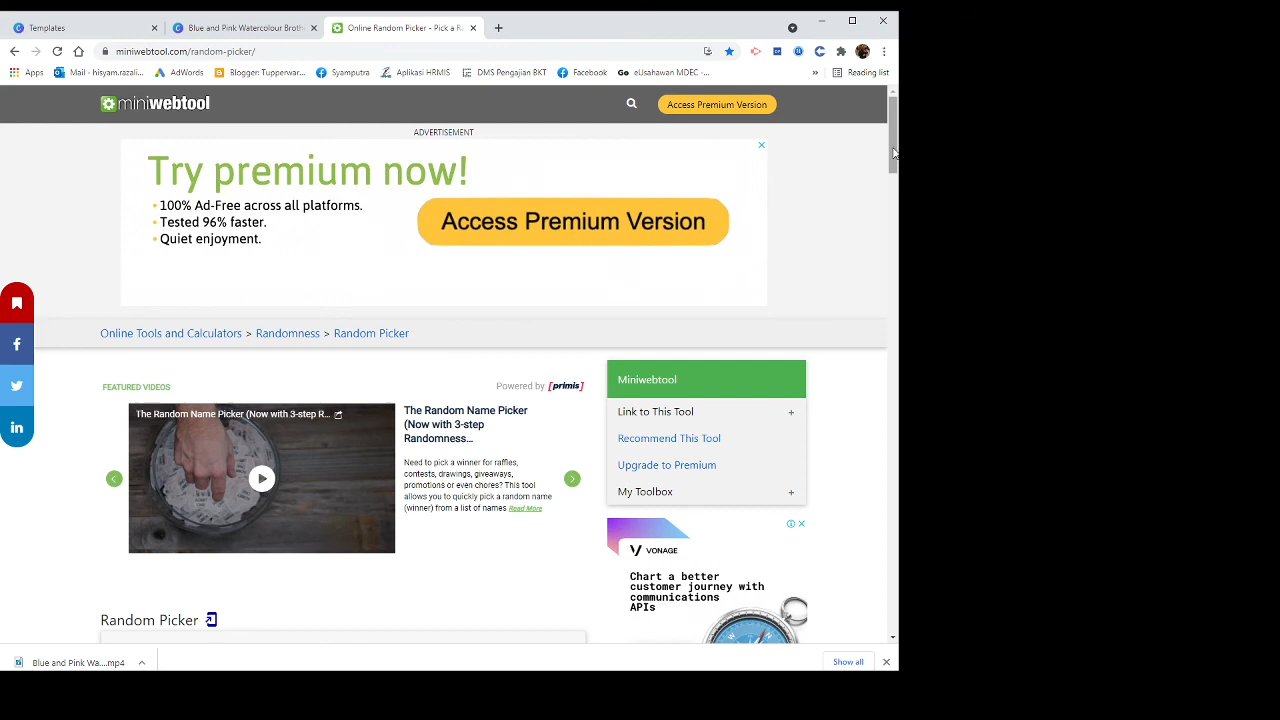 Templates
Blue and Pink Watercolour Broth
Online Random Picker - Pick a Ra
miniwebtool.com/random-picker/
Apps
Mail - hisyam.razali...
AdWords
Blogger: Tupperwar...
Syamputra
Aplikasi HRMIS
DMS Pengajian BKT
Facebook
eUsahawan MDEC -...
»
Reading list
miniwebtool
Access Premium Version
ADVERTISEMENT
Try premium now!
• 100% Ad-Free across all platforms.
• Tested 96% faster.
• Quiet enjoyment.
Access Premium Version
Online Tools and Calculators > Randomness > Random Picker
FEATURED VIDEOS
Powered by [primis]
The Random Name Picker (Now with 3-step R...
The Random Name Picker
(Now with 3-step
Randomness...
Need to pick a winner for raffles,
contests, drawings, giveaways,
promotions or even chores? This tool
allows you to quickly pick a random name
(winner) from a list of names Read More
Miniwebtool
Link to This Tool +
Recommend This Tool
Upgrade to Premium
My Toolbox +
VONAGE
Chart a better
customer journey with
communications
APIs
Random Picker
Blue and Pink Wa....mp4
Show all